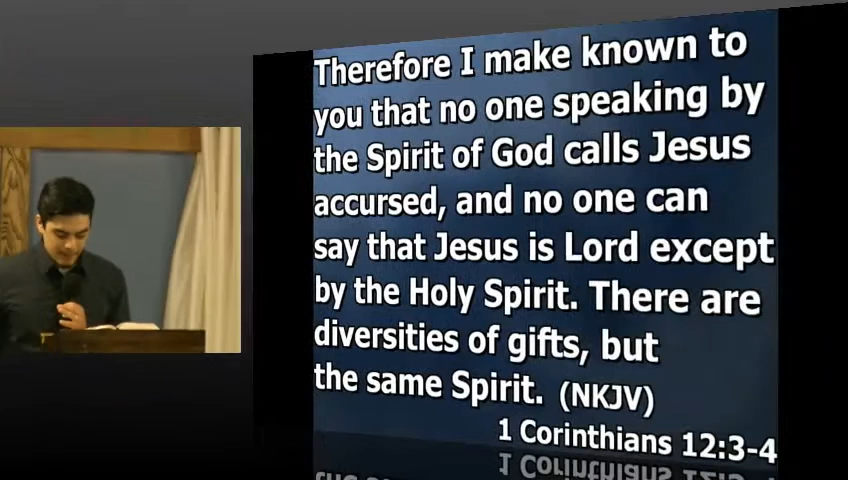 Therefore I make known to
you that no one speaking by
the Spirit of God calls Jesus
accursed, and no one can
say that Jesus is Lord except
by the Holy Spirit. There are
diversities of gifts, but
the same Spirit. (NKJV)
1 Corinthians 12:3-4